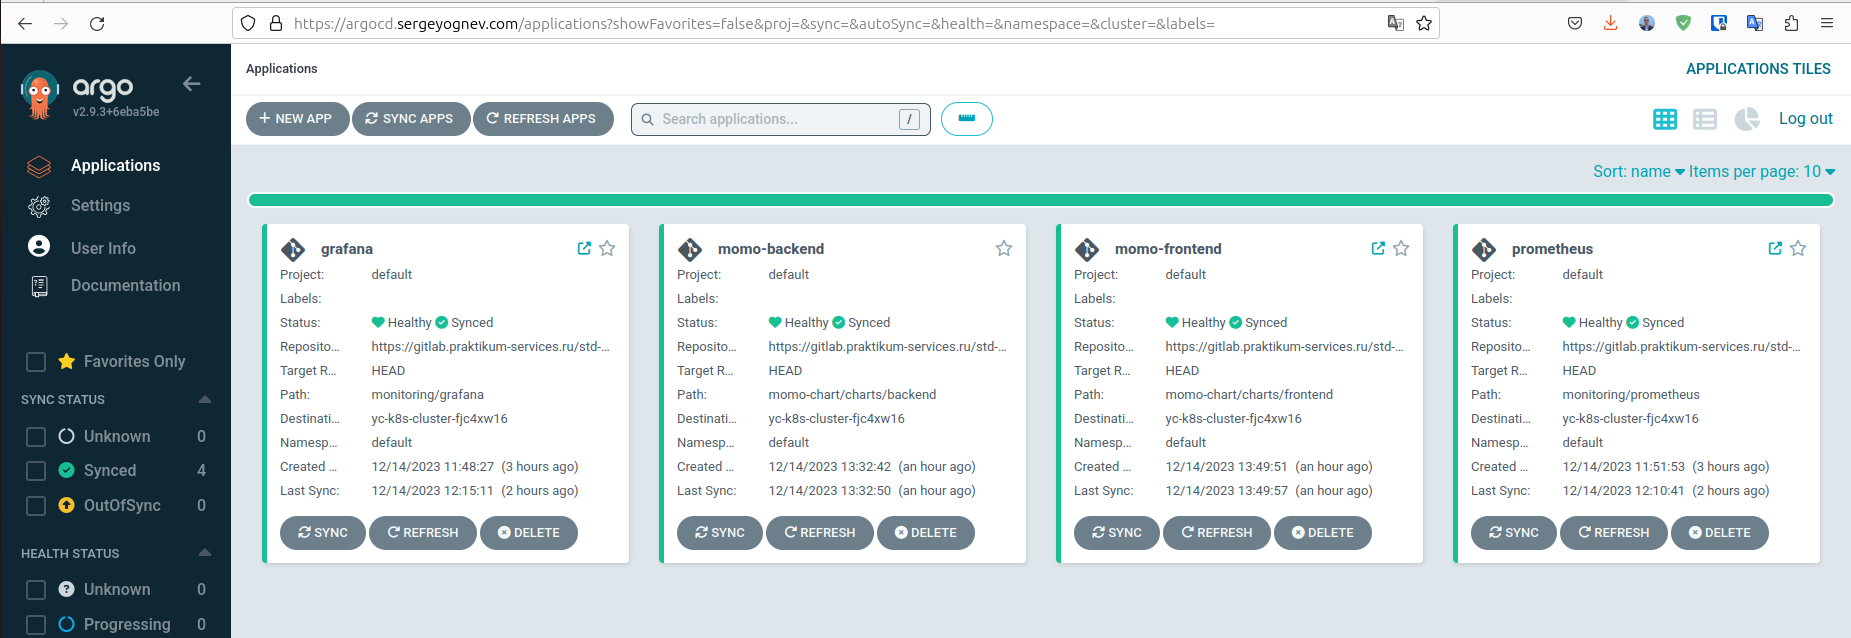 https://argocd.sergeyognev.com/applications?showFavorites=false&proj=&sync=&autoSync=&health=&namespace=&cluster=&labels=
argo
v2.9.3+6eba5be
Applications
Settings
User Info
Documentation
Favorites Only
SYNC STATUS
Unknown 0
Synced 4
OutOfSync 0
HEALTH STATUS
Unknown 0
Progressing 0
Applications
APPLICATIONS TILES
+ NEW APP SYNC APPS REFRESH APPS Search applications... / Log out
Sort: name Items per page: 10
grafana
Project: default
Labels:
Status: Healthy Synced
Reposito... https://gitlab.praktikum-services.ru/std-...
Target R... HEAD
Path: monitoring/grafana
Destinati... yc-k8s-cluster-fjc4xw16
Namesp... default
Created ... 12/14/2023 11:48:27 (3 hours ago)
Last Sync: 12/14/2023 12:15:11 (2 hours ago)
SYNC REFRESH DELETE
momo-backend
Project: default
Labels:
Status: Healthy Synced
Reposito... https://gitlab.praktikum-services.ru/std-...
Target R... HEAD
Path: momo-chart/charts/backend
Destinati... yc-k8s-cluster-fjc4xw16
Namesp... default
Created ... 12/14/2023 13:32:42 (an hour ago)
Last Sync: 12/14/2023 13:32:50 (an hour ago)
SYNC REFRESH DELETE
momo-frontend
Project: default
Labels:
Status: Healthy Synced
Reposito... https://gitlab.praktikum-services.ru/std-...
Target R... HEAD
Path: momo-chart/charts/frontend
Destinati... yc-k8s-cluster-fjc4xw16
Namesp... default
Created ... 12/14/2023 13:49:51 (an hour ago)
Last Sync: 12/14/2023 13:49:57 (an hour ago)
SYNC REFRESH DELETE
prometheus
Project: default
Labels:
Status: Healthy Synced
Reposito... https://gitlab.praktikum-services.ru/std-...
Target R... HEAD
Path: monitoring/prometheus
Destinati... yc-k8s-cluster-fjc4xw16
Namesp... default
Created ... 12/14/2023 11:51:53 (3 hours ago)
Last Sync: 12/14/2023 12:10:41 (2 hours ago)
SYNC REFRESH DELETE